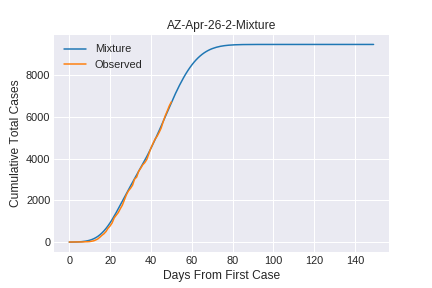 AZ-Apr-26-2-Mixture
Mixture
Observed
Cumulative Total Cases
8000
6000
4000
2000
0
0 20 40 60 80 100 120 140
Days From First Case